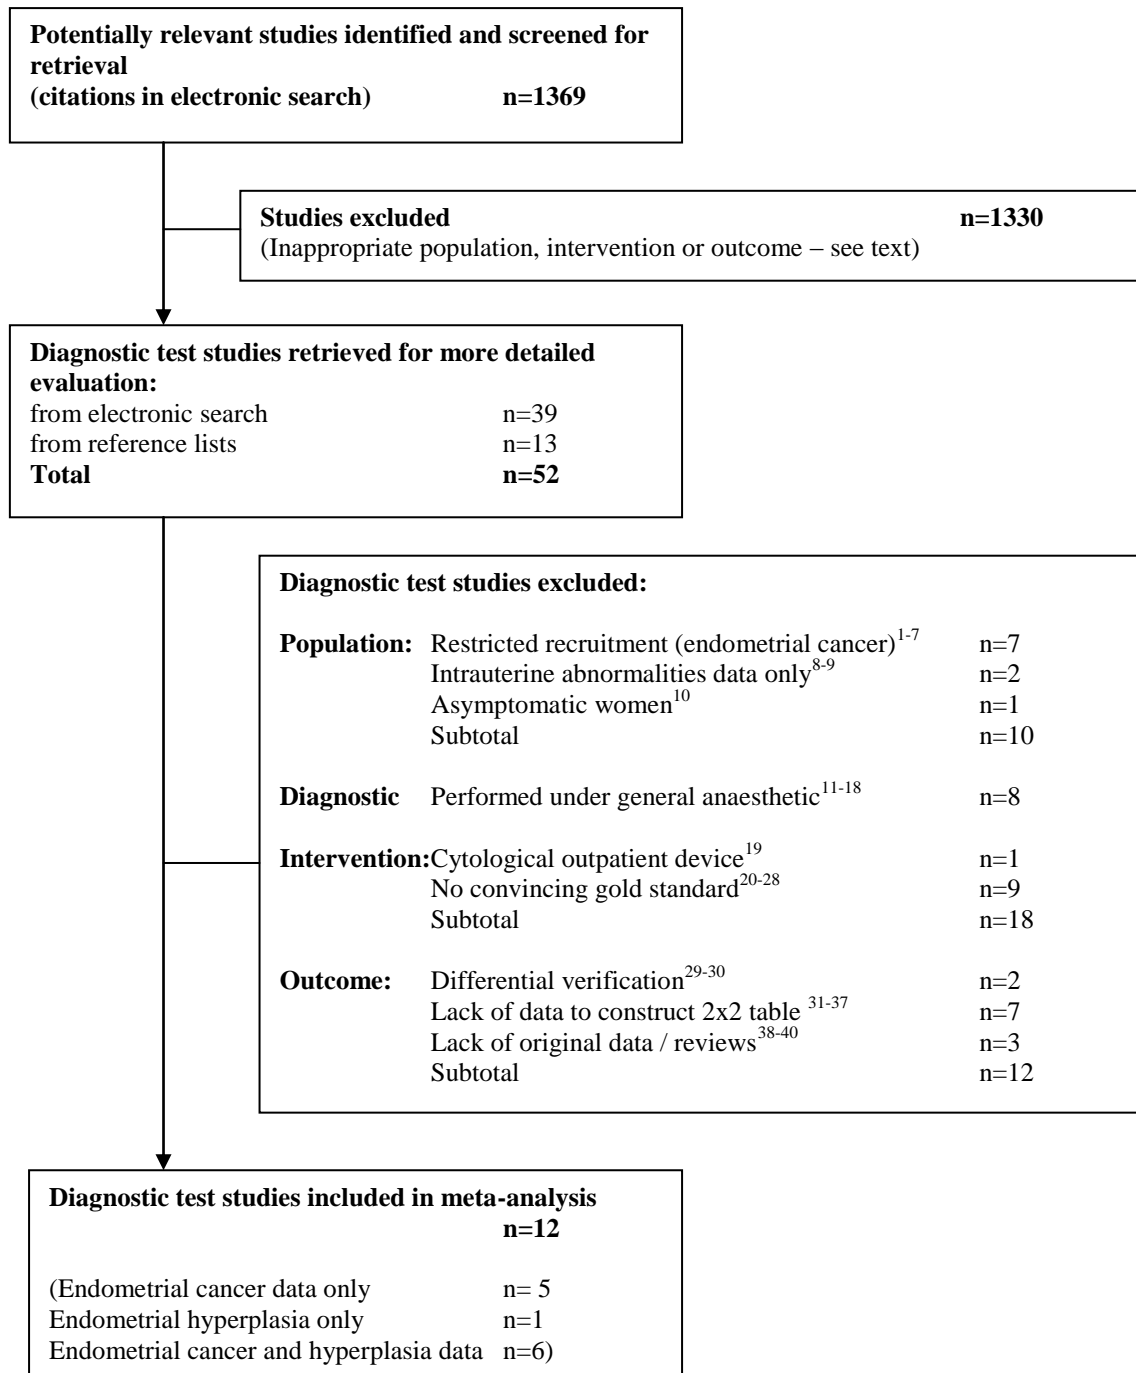 Potentially relevant studies identified and screened for
retrieval
(citations in electronic search) n=1369
Studies excluded n=1330
(Inappropriate population, intervention or outcome – see text)
Diagnostic test studies retrieved for more detailed
evaluation:
from electronic search n=39
from reference lists n=13
Total n=52
Diagnostic test studies excluded:
Population: Restricted recruitment (endometrial cancer)1-7 n=7
Intrauterine abnormalities data only8-9 n=2
Asymptomatic women10 n=1
Subtotal n=10
Diagnostic Performed under general anaesthetic11-18 n=8
Intervention:Cytological outpatient device19 n=1
No convincing gold standard20-28 n=9
Subtotal n=18
Outcome: Differential verification29-30 n=2
Lack of data to construct 2x2 table 31-37 n=7
Lack of original data / reviews38-40 n=3
Subtotal n=12
Diagnostic test studies included in meta-analysis
n=12
(Endometrial cancer data only n= 5
Endometrial hyperplasia only n=1
Endometrial cancer and hyperplasia data n=6)